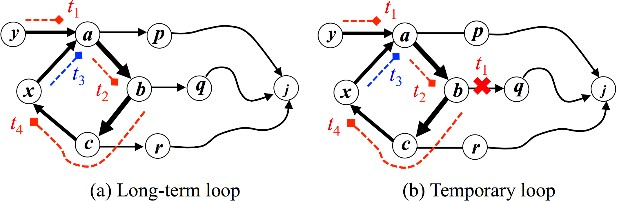 t1
y a p
t3 t2
x b q j
t4
c r
(a) Long-term loop
t1
y a p
t1
t3 t2
x b q j
t4
c r
(b) Temporary loop